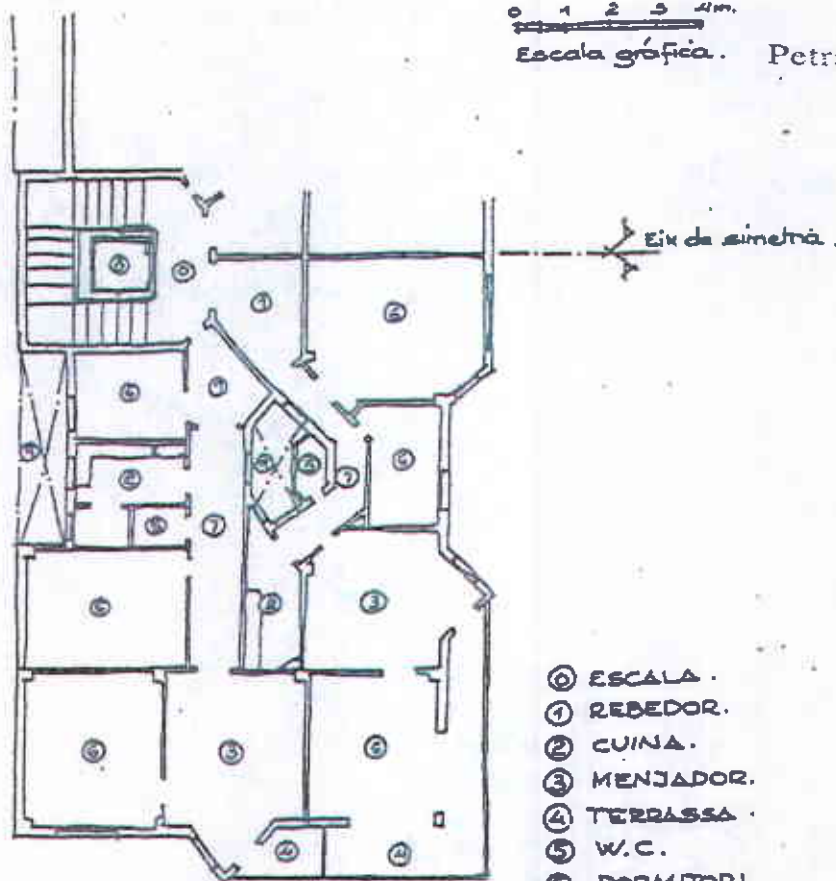 0 1 2 3 4m.
Escala gráfica.
Eix de simetria.
⓪ ESCALA.
① REBEDOR.
② CUINA.
③ MENJADOR.
④ TERRASSA.
⑤ W.C.